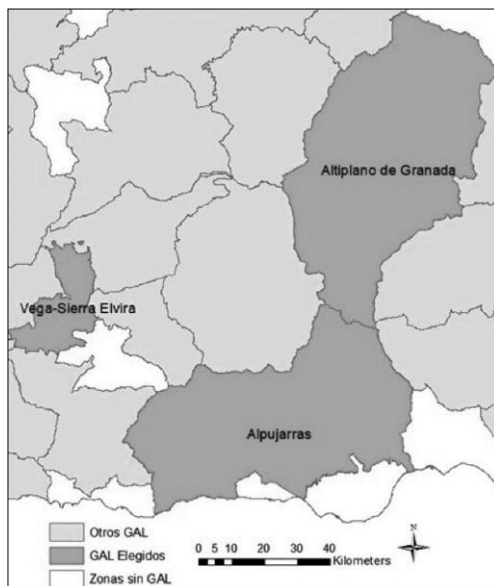 Altiplano de Granada
Vega-Sierra Elvira
Alpujarras
Otros GAL
GAL Elegidos
Zonas sin GAL
0 5 10 20 30 40
Kilometers
N